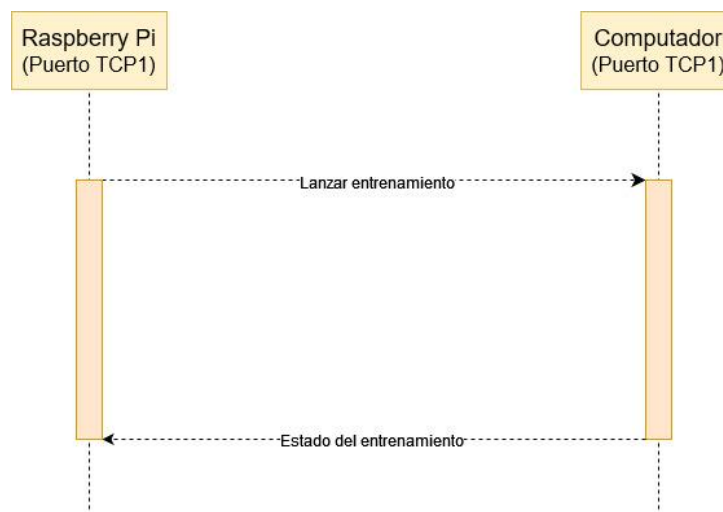 Raspberry Pi
(Puerto TCP1)
Computador
(Puerto TCP1)
Lanzar entrenamiento
Estado del entrenamiento